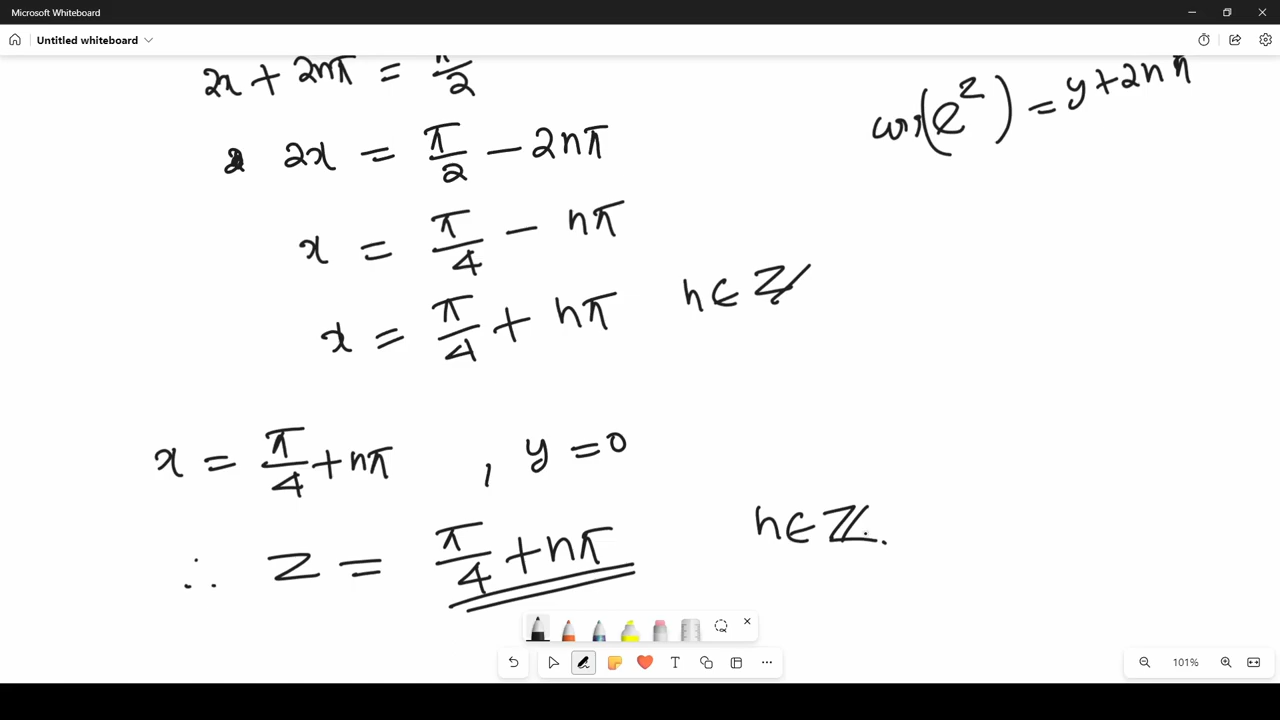 Microsoft Whiteboard
Untitled whiteboard
2x + 2nπ = π/2
2x = π/2 - 2nπ
x = π/4 - nπ
x = π/4 + nπ n ∈ ℤ
x = π/4 + nπ , y = 0
∴ z = π/4 + nπ n ∈ ℤ.
(e^z) = y + 2nπ
101%